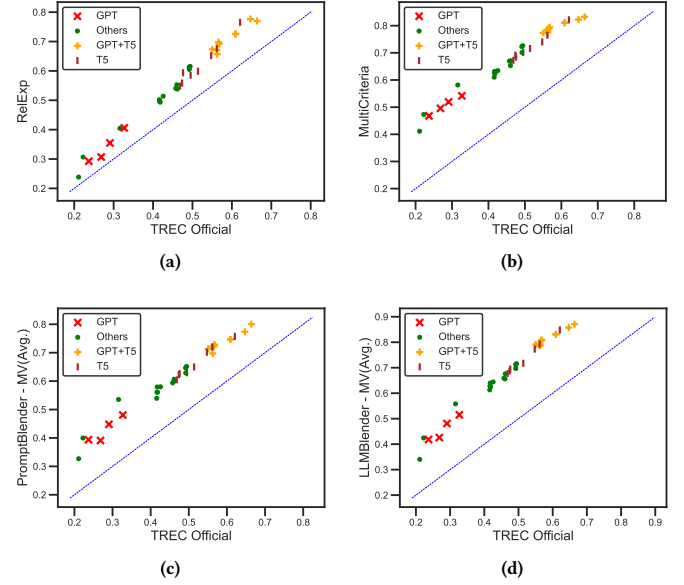 GPT
Others
GPT+T5
T5
0.8
0.7
0.6
0.5
0.4
0.3
0.2
RelExp
0.2 0.3 0.4 0.5 0.6 0.7 0.8
TREC Official
(a)
GPT
Others
GPT+T5
T5
0.8
0.7
0.6
0.5
0.4
0.3
0.2
MultiCriteria
0.2 0.3 0.4 0.5 0.6 0.7 0.8
TREC Official
(b)
GPT
Others
GPT+T5
T5
0.8
0.7
0.6
0.5
0.4
0.3
0.2
PromptBlender - MV(Avg.)
0.2 0.3 0.4 0.5 0.6 0.7 0.8
TREC Official
(c)
GPT
Others
GPT+T5
T5
0.9
0.8
0.7
0.6
0.5
0.4
0.3
0.2
LLMBlender - MV(Avg.)
0.2 0.3 0.4 0.5 0.6 0.7 0.8 0.9
TREC Official
(d)